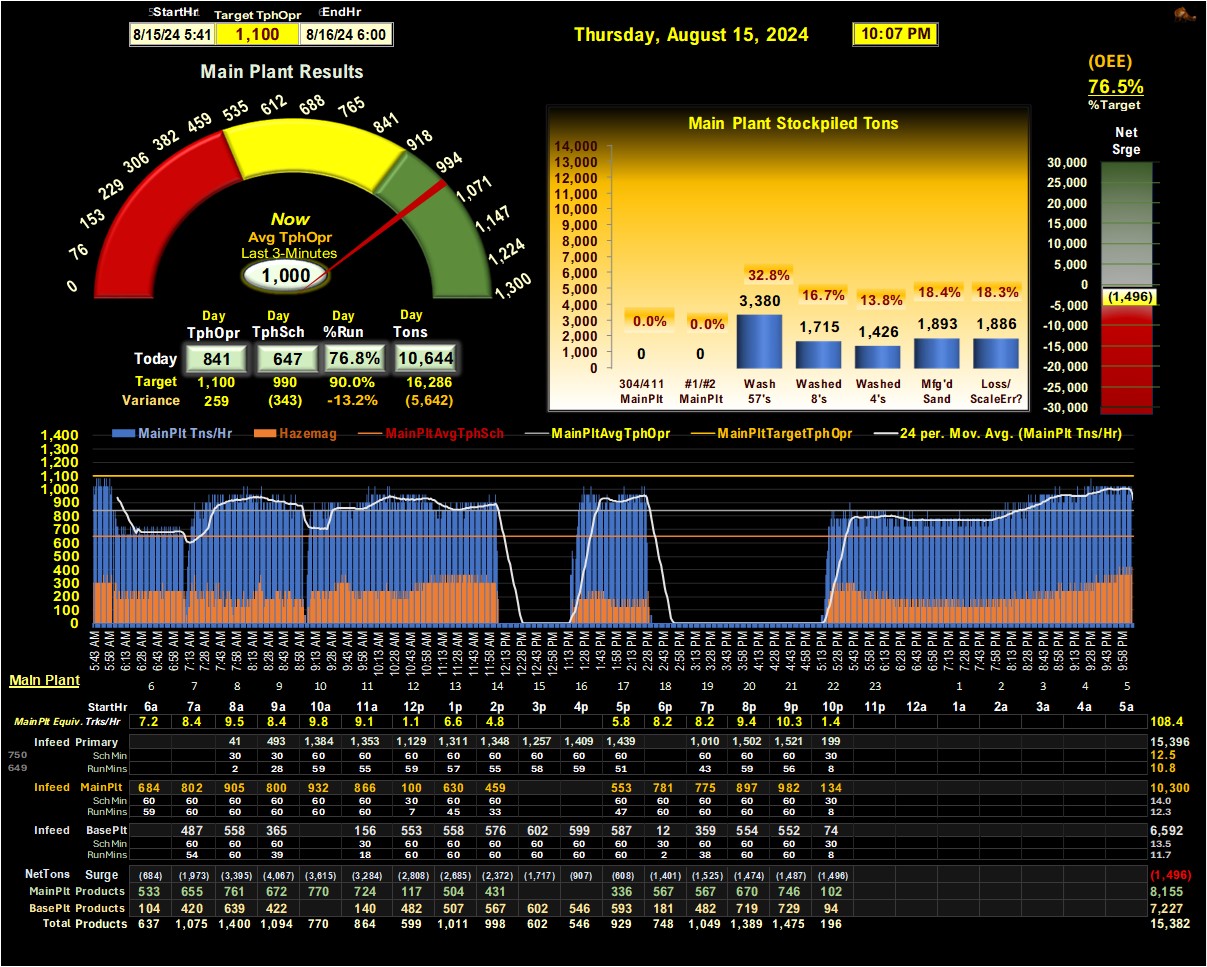 StartHr Target TphOpr EndHr
8/15/24 5:41 1,100 8/16/24 6:00
Thursday, August 15, 2024 10:07 PM
(OEE)
76.5%
%Target
Main Plant Results
0 76 153 229 306 382 459 535 612 688 765 841 918 994 1,071 1,147 1,224 1,300
Now
Avg TphOpr
Last 3-Minutes
1,000
Day Day Day Day
TphOpr TphSch %Run Tons
Today 841 647 76.8% 10,644
Target 1,100 990 90.0% 16,286
Variance 259 (343) -13.2% (5,642)
Main Plant Stockpiled Tons
14,000
13,000
12,000
11,000
10,000
9,000
8,000
7,000
6,000
5,000
4,000
3,000
2,000
1,000
0
0.0% 0.0% 32.8% 16.7% 13.8% 18.4% 18.3%
0 0 3,380 1,715 1,426 1,893 1,886
304/411 #1/#2 Wash Washed Washed Mfg'd Loss/
MainPlt MainPlt 57's 8's 4's Sand ScaleErr?
Net
Srge
30,000
25,000
20,000
15,000
10,000
5,000
0
-5,000
-10,000
-15,000
-20,000
-25,000
-30,000
(1,496)
MainPlt Tns/Hr Hazemag MainPltAvgTphSch MainPltAvgTphOpr MainPltTargetTphOpr 24 per. Mov. Avg. (MainPlt Tns/Hr)
1,400
1,300
1,200
1,100
1,000
900
800
700
600
500
400
300
200
100
0
5:43 AM 5:58 AM 6:13 AM 6:28 AM 6:43 AM 6:58 AM 7:13 AM 7:28 AM 7:43 AM 7:58 AM 8:13 AM 8:28 AM 8:43 AM 8:58 AM 9:13 AM 9:28 AM 9:43 AM 9:58 AM 10:13 AM 10:28 AM 10:43 AM 10:58 AM 11:13 AM 11:28 AM 11:43 AM 11:58 AM 12:13 PM 12:28 PM 12:43 PM 12:58 PM 1:13 PM 1:28 PM 1:43 PM 1:58 PM 2:13 PM 2:28 PM 2:43 PM 2:58 PM 3:13 PM 3:28 PM 3:43 PM 3:58 PM 4:13 PM 4:28 PM 4:43 PM 4:58 PM 5:13 PM 5:28 PM 5:43 PM 5:58 PM 6:13 PM 6:28 PM 6:43 PM 6:58 PM 7:13 PM 7:28 PM 7:43 PM 7:58 PM 8:13 PM 8:28 PM 8:43 PM 8:58 PM 9:13 PM 9:28 PM 9:43 PM 9:58 PM
Main Plant
6 7 8 9 10 11 12 13 14 15 16 17 18 19 20 21 22 23 1 2 3 4 5
StartHr 6a 7a 8a 9a 10a 11a 12p 1p 2p 3p 4p 5p 6p 7p 8p 9p 10p 11p 12a 1a 2a 3a 4a 5a
MainPlt Equiv. Trks/Hr 7.2 8.4 9.5 8.4 9.8 9.1 1.1 6.6 4.8 5.8 8.2 8.2 9.4 10.3 1.4 108.4
Infeed Primary 41 493 1,384 1,353 1,129 1,311 1,348 1,257 1,409 1,439 1,010 1,502 1,521 199 15,396
750 SchMin 30 30 60 60 60 60 60 60 60 60 60 60 60 30 12.5
649 RunMins 2 28 59 55 59 57 55 58 59 51 43 59 56 8 10.8
Infeed MainPlt 684 802 905 800 932 866 100 630 459 553 781 775 897 982 134 10,300
SchMin 60 60 60 60 60 60 30 60 60 60 60 60 60 60 30 14.0
RunMins 59 60 60 60 60 60 7 45 33 47 60 60 60 60 8 12.3
Infeed BasePlt 487 558 365 156 553 558 576 602 599 587 12 359 554 552 74 6,592
SchMin 60 60 60 30 60 60 60 60 60 60 30 60 60 60 30 13.5
RunMins 54 60 39 18 60 60 60 60 60 60 2 38 60 60 8 11.7
NetTons Surge (684) (1,973) (3,395) (4,067) (3,615) (3,284) (2,808) (2,685) (2,372) (1,717) (907) (608) (1,401) (1,525) (1,474) (1,487) (1,496) (1,496)
MainPlt Products 533 655 761 672 770 724 117 504 431 336 567 567 670 746 102 8,155
BasePlt Products 104 420 639 422 140 482 507 567 602 546 593 181 482 719 729 94 7,227
Total Products 637 1,075 1,400 1,094 770 864 599 1,011 998 602 546 929 748 1,049 1,389 1,475 196 15,382